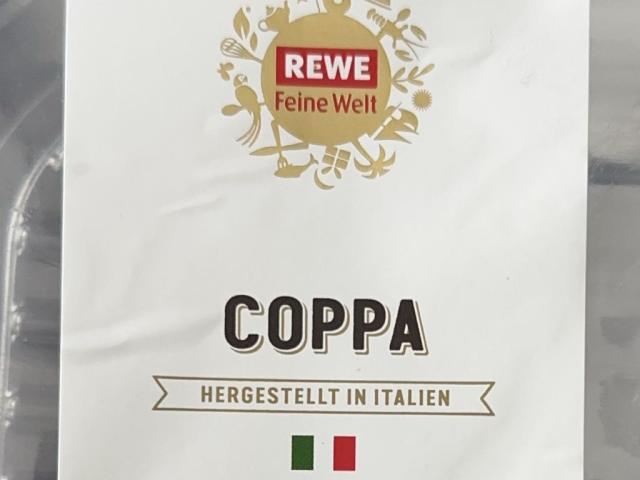 REWE
Feine Welt
COPPA
HERGESTELLT IN ITALIEN